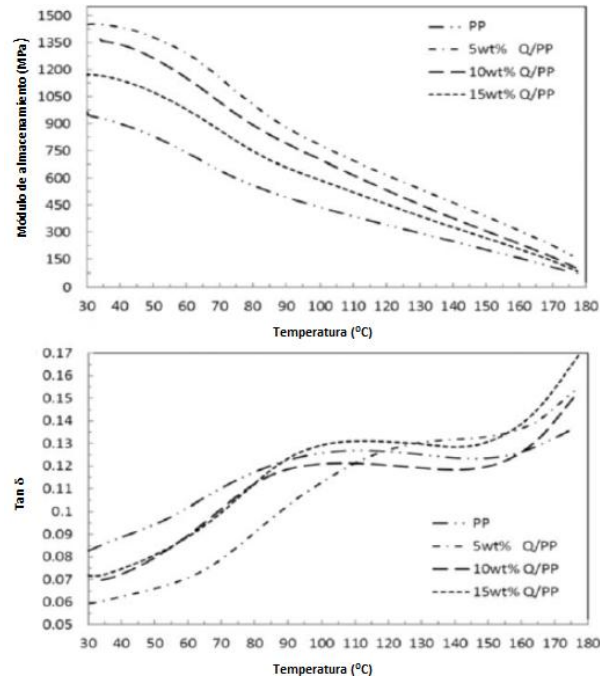 Módulo de almacenamiento (MPa)
1500
1350
1200
1050
900
750
600
450
300
150
0
PP
5wt% Q/PP
10wt% Q/PP
15wt% Q/PP
30 40 50 60 70 80 90 100 110 120 130 140 150 160 170 180
Temperatura (ºC)
Tan δ
0.17
0.16
0.15
0.14
0.13
0.12
0.11
0.1
0.09
0.08
0.07
0.06
0.05
PP
5wt% Q/PP
10wt% Q/PP
15wt% Q/PP
30 40 50 60 70 80 90 100 110 120 130 140 150 160 170 180
Temperatura (ºC)